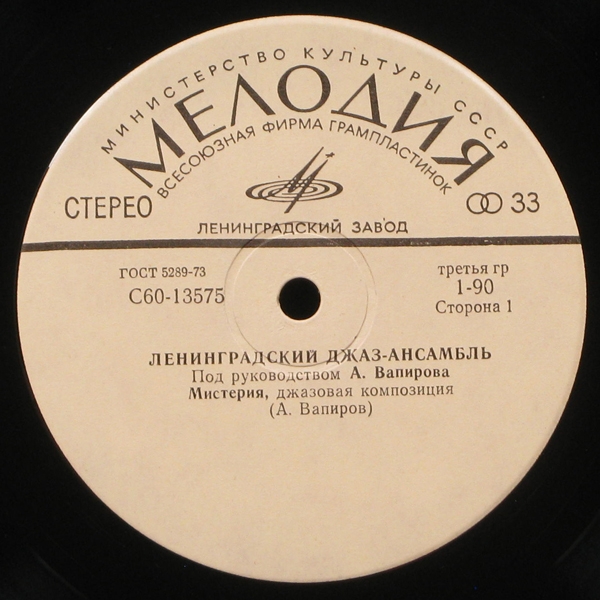 МИНИСТЕРСТВО КУЛЬТУРЫ СССР
МЕЛОДИЯ
ВСЕСОЮЗНАЯ ФИРМА ГРАМПЛАСТИНОК
СТЕРЕО
33
ЛЕНИНГРАДСКИЙ ЗАВОД
ГОСТ 5289-73
С60-13575
третья гр
1-90
Сторона 1
ЛЕНИНГРАДСКИЙ ДЖАЗ-АНСАМБЛЬ
Под руководством А. Вапирова
Мистерия, джазовая композиция
(А. Вапиров)